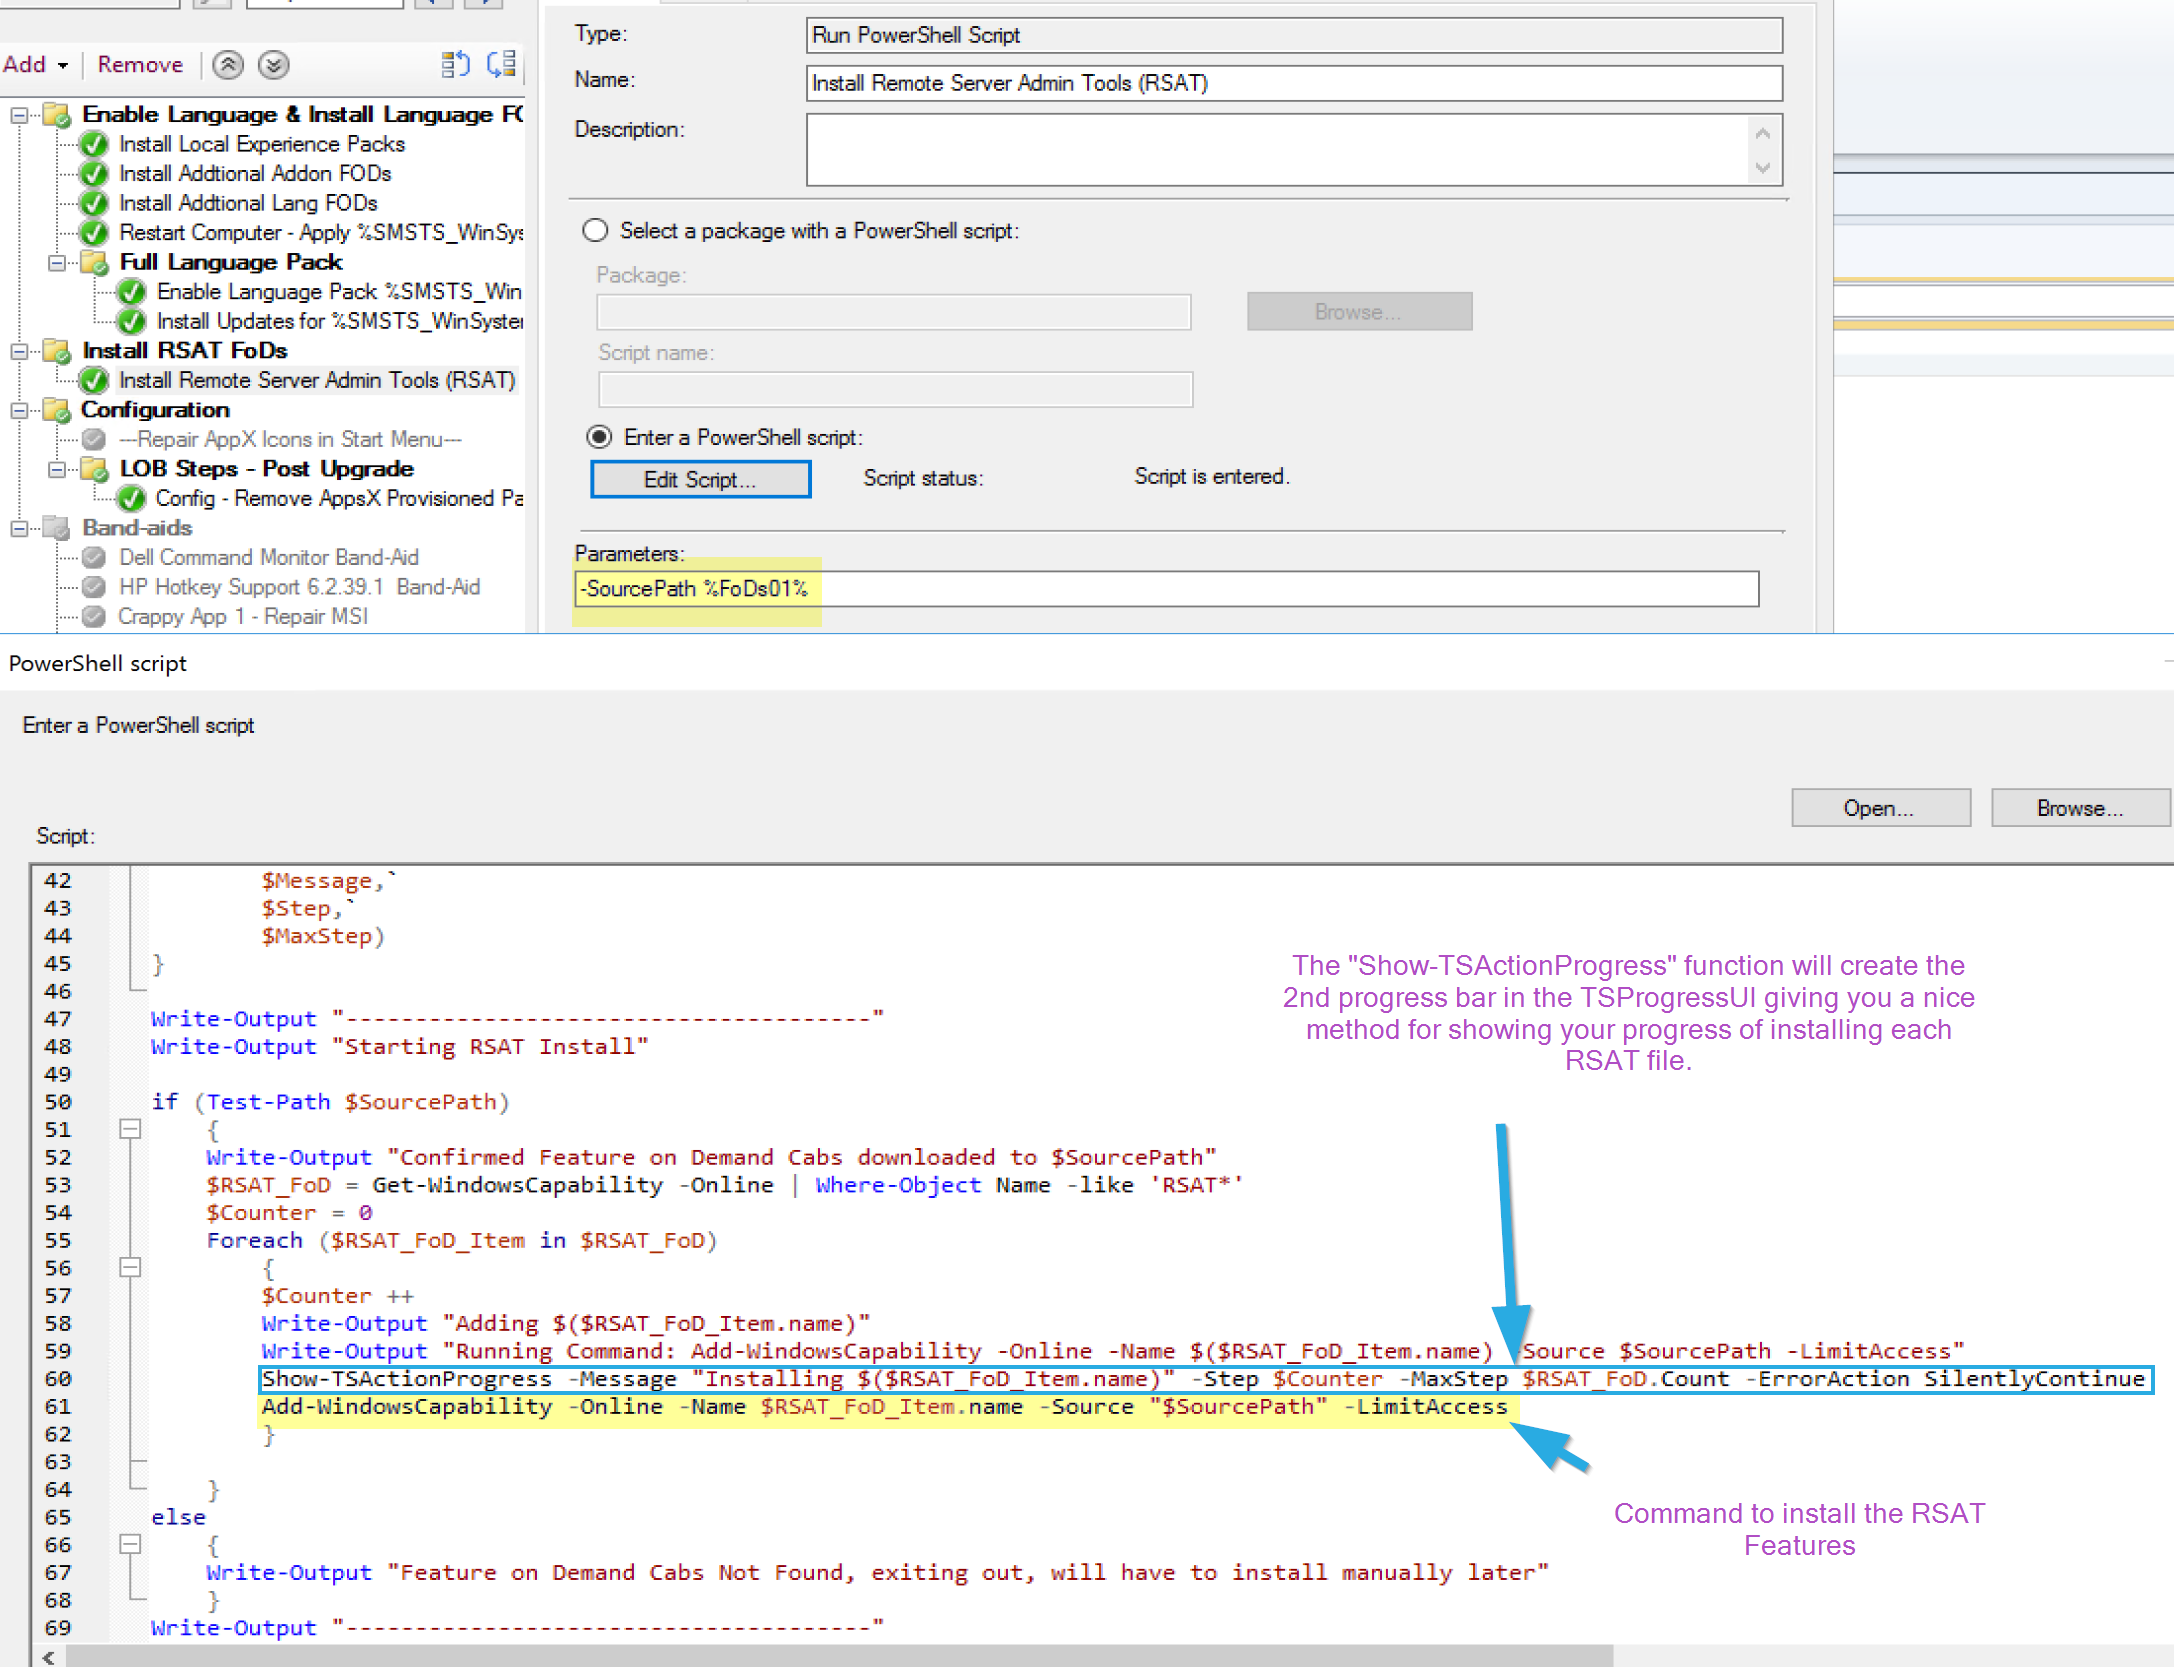 Type:
Run PowerShell Script
Name:
Install Remote Server Admin Tools (RSAT)
Description:
Add
Remove
Enable Language & Install Language FO
Install Local Experience Packs
Install Addtional Addon FODs
Install Addtional Lang FODs
Restart Computer - Apply %SMSTS_WinSys
Full Language Pack
Enable Language Pack %SMSTS_Win
Install Updates for %SMSTS_WinSyster
Install RSAT FoDs
Install Remote Server Admin Tools (RSAT)
Configuration
---Repair AppX Icons in Start Menu---
LOB Steps - Post Upgrade
Config - Remove AppsX Provisioned Pa
Band-aids
Dell Command Monitor Band-Aid
HP Hotkey Support 6.2.39.1  Band-Aid
Crappy App 1 - Repair MSI
Select a package with a PowerShell script:
Package:
Browse...
Script name:
Enter a PowerShell script:
Edit Script...
Script status:
Script is entered.
Parameters:
-SourcePath %FoDs01%
PowerShell script
Enter a PowerShell script
Open...
Browse...
Script:
42 $Message,`
43 $Step,`
44 $MaxStep)
45 }
46
47 Write-Output "--------------------------------------"
48 Write-Output "Starting RSAT Install"
49
50 if (Test-Path $SourcePath)
51 {
52 Write-Output "Confirmed Feature on Demand Cabs downloaded to $SourcePath"
53 $RSAT_FoD = Get-WindowsCapability -Online | Where-Object Name -like 'RSAT*'
54 $Counter = 0
55 Foreach ($RSAT_FoD_Item in $RSAT_FoD)
56 {
57 $Counter ++
58 Write-Output "Adding $($RSAT_FoD_Item.name)"
59 Write-Output "Running Command: Add-WindowsCapability -Online -Name $($RSAT_FoD_Item.name) -Source $SourcePath -LimitAccess"
60 Show-TSActionProgress -Message "Installing $($RSAT_FoD_Item.name)" -Step $Counter -MaxStep $RSAT_FoD.Count -ErrorAction SilentlyContinue
61 Add-WindowsCapability -Online -Name $RSAT_FoD_Item.name -Source "$SourcePath" -LimitAccess
62 }
63
64 }
65 else
66 {
67 Write-Output "Feature on Demand Cabs Not Found, exiting out, will have to install manually later"
68 }
69 Write-Output "--------------------------------------"
The "Show-TSActionProgress" function will create the
2nd progress bar in the TSProgressUI giving you a nice
method for showing your progress of installing each
RSAT file.
Command to install the RSAT
Features